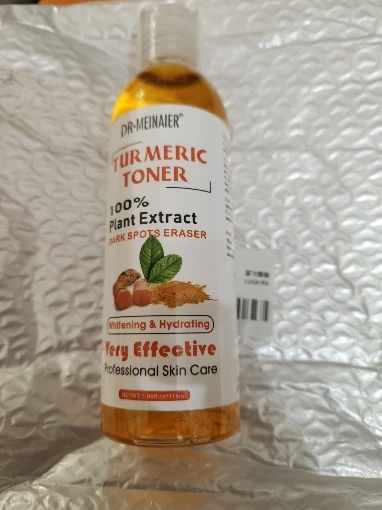 DR·MEINAIER®
TURMERIC
TONER
100%
Plant Extract
DARK SPOTS ERASER
Whitening & Hydrating
Very Effective
Professional Skin Care